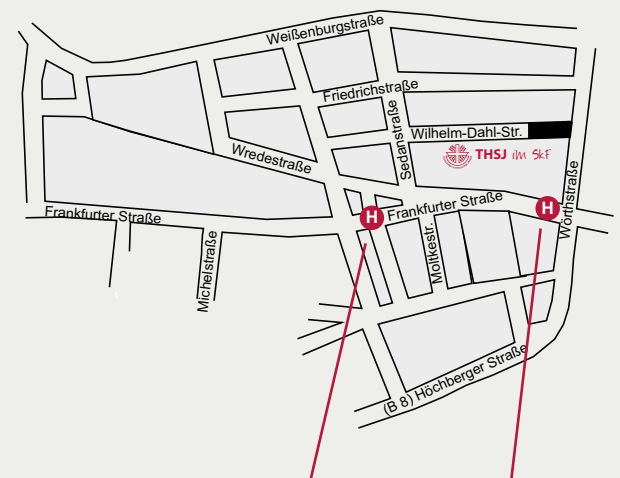 Weißenburgstraße
Friedrichstraße
Sedanstraße
Wilhelm-Dahl-Str.
THSJ im SkF
Wredestraße
Wörthstraße
Frankfurter Straße
H
Frankfurter Straße
H
Michelstraße
Moltkestr.
(B 8) Höchberger Straße